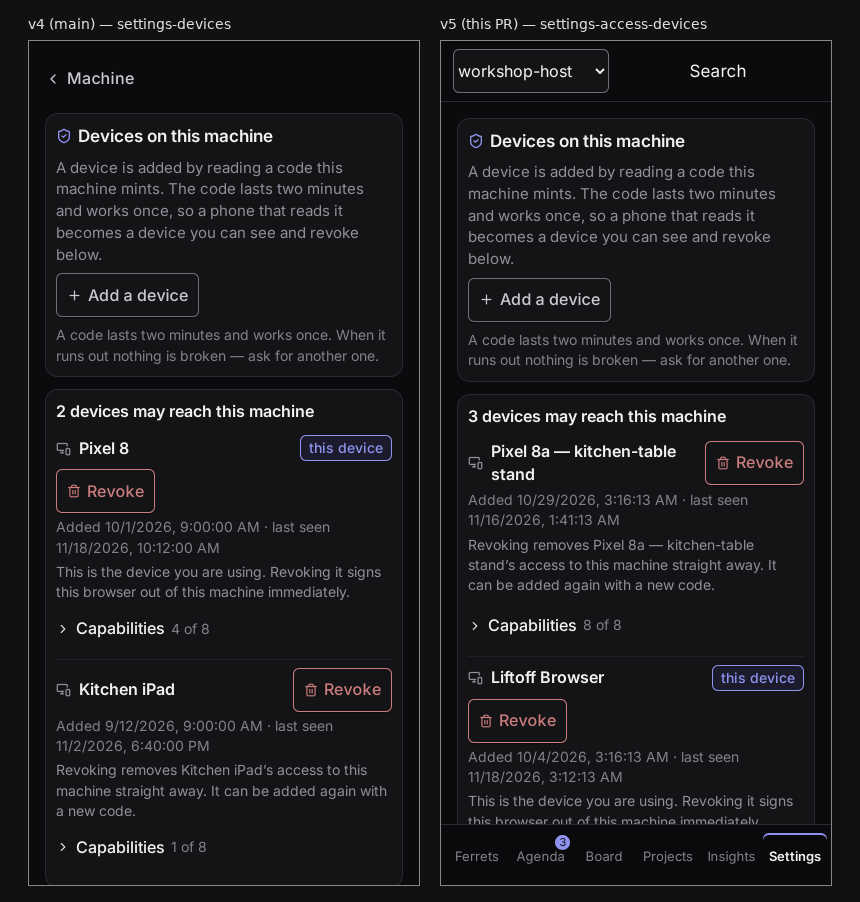 v4 (main) — settings-devices
Machine
Devices on this machine
A device is added by reading a code this
machine mints. The code lasts two minutes
and works once, so a phone that reads it
becomes a device you can see and revoke
below.
+ Add a device
A code lasts two minutes and works once. When it
runs out nothing is broken — ask for another one.
2 devices may reach this machine
Pixel 8
this device
Revoke
Added 10/1/2026, 9:00:00 AM · last seen
11/18/2026, 10:12:00 AM
This is the device you are using. Revoking it signs
this browser out of this machine immediately.
Capabilities 4 of 8
Kitchen iPad
Revoke
Added 9/12/2026, 9:00:00 AM · last seen
11/2/2026, 6:40:00 PM
Revoking removes Kitchen iPad’s access to this
machine straight away. It can be added again with
a new code.
Capabilities 1 of 8
v5 (this PR) — settings-access-devices
workshop-host
Search
Devices on this machine
A device is added by reading a code this
machine mints. The code lasts two minutes
and works once, so a phone that reads it
becomes a device you can see and revoke
below.
+ Add a device
A code lasts two minutes and works once. When it
runs out nothing is broken — ask for another one.
3 devices may reach this machine
Pixel 8a — kitchen-table
stand
Revoke
Added 10/29/2026, 3:16:13 AM · last seen
11/16/2026, 1:41:13 AM
Revoking removes Pixel 8a — kitchen-table
stand’s access to this machine straight away. It
can be added again with a new code.
Capabilities 8 of 8
Liftoff Browser
this device
Revoke
Added 10/4/2026, 3:16:13 AM · last seen
11/18/2026, 3:12:13 AM
This is the device you are using. Revoking it signs
this browser out of this machine immediately.
Ferrets
Agenda
3
Board
Projects
Insights
Settings